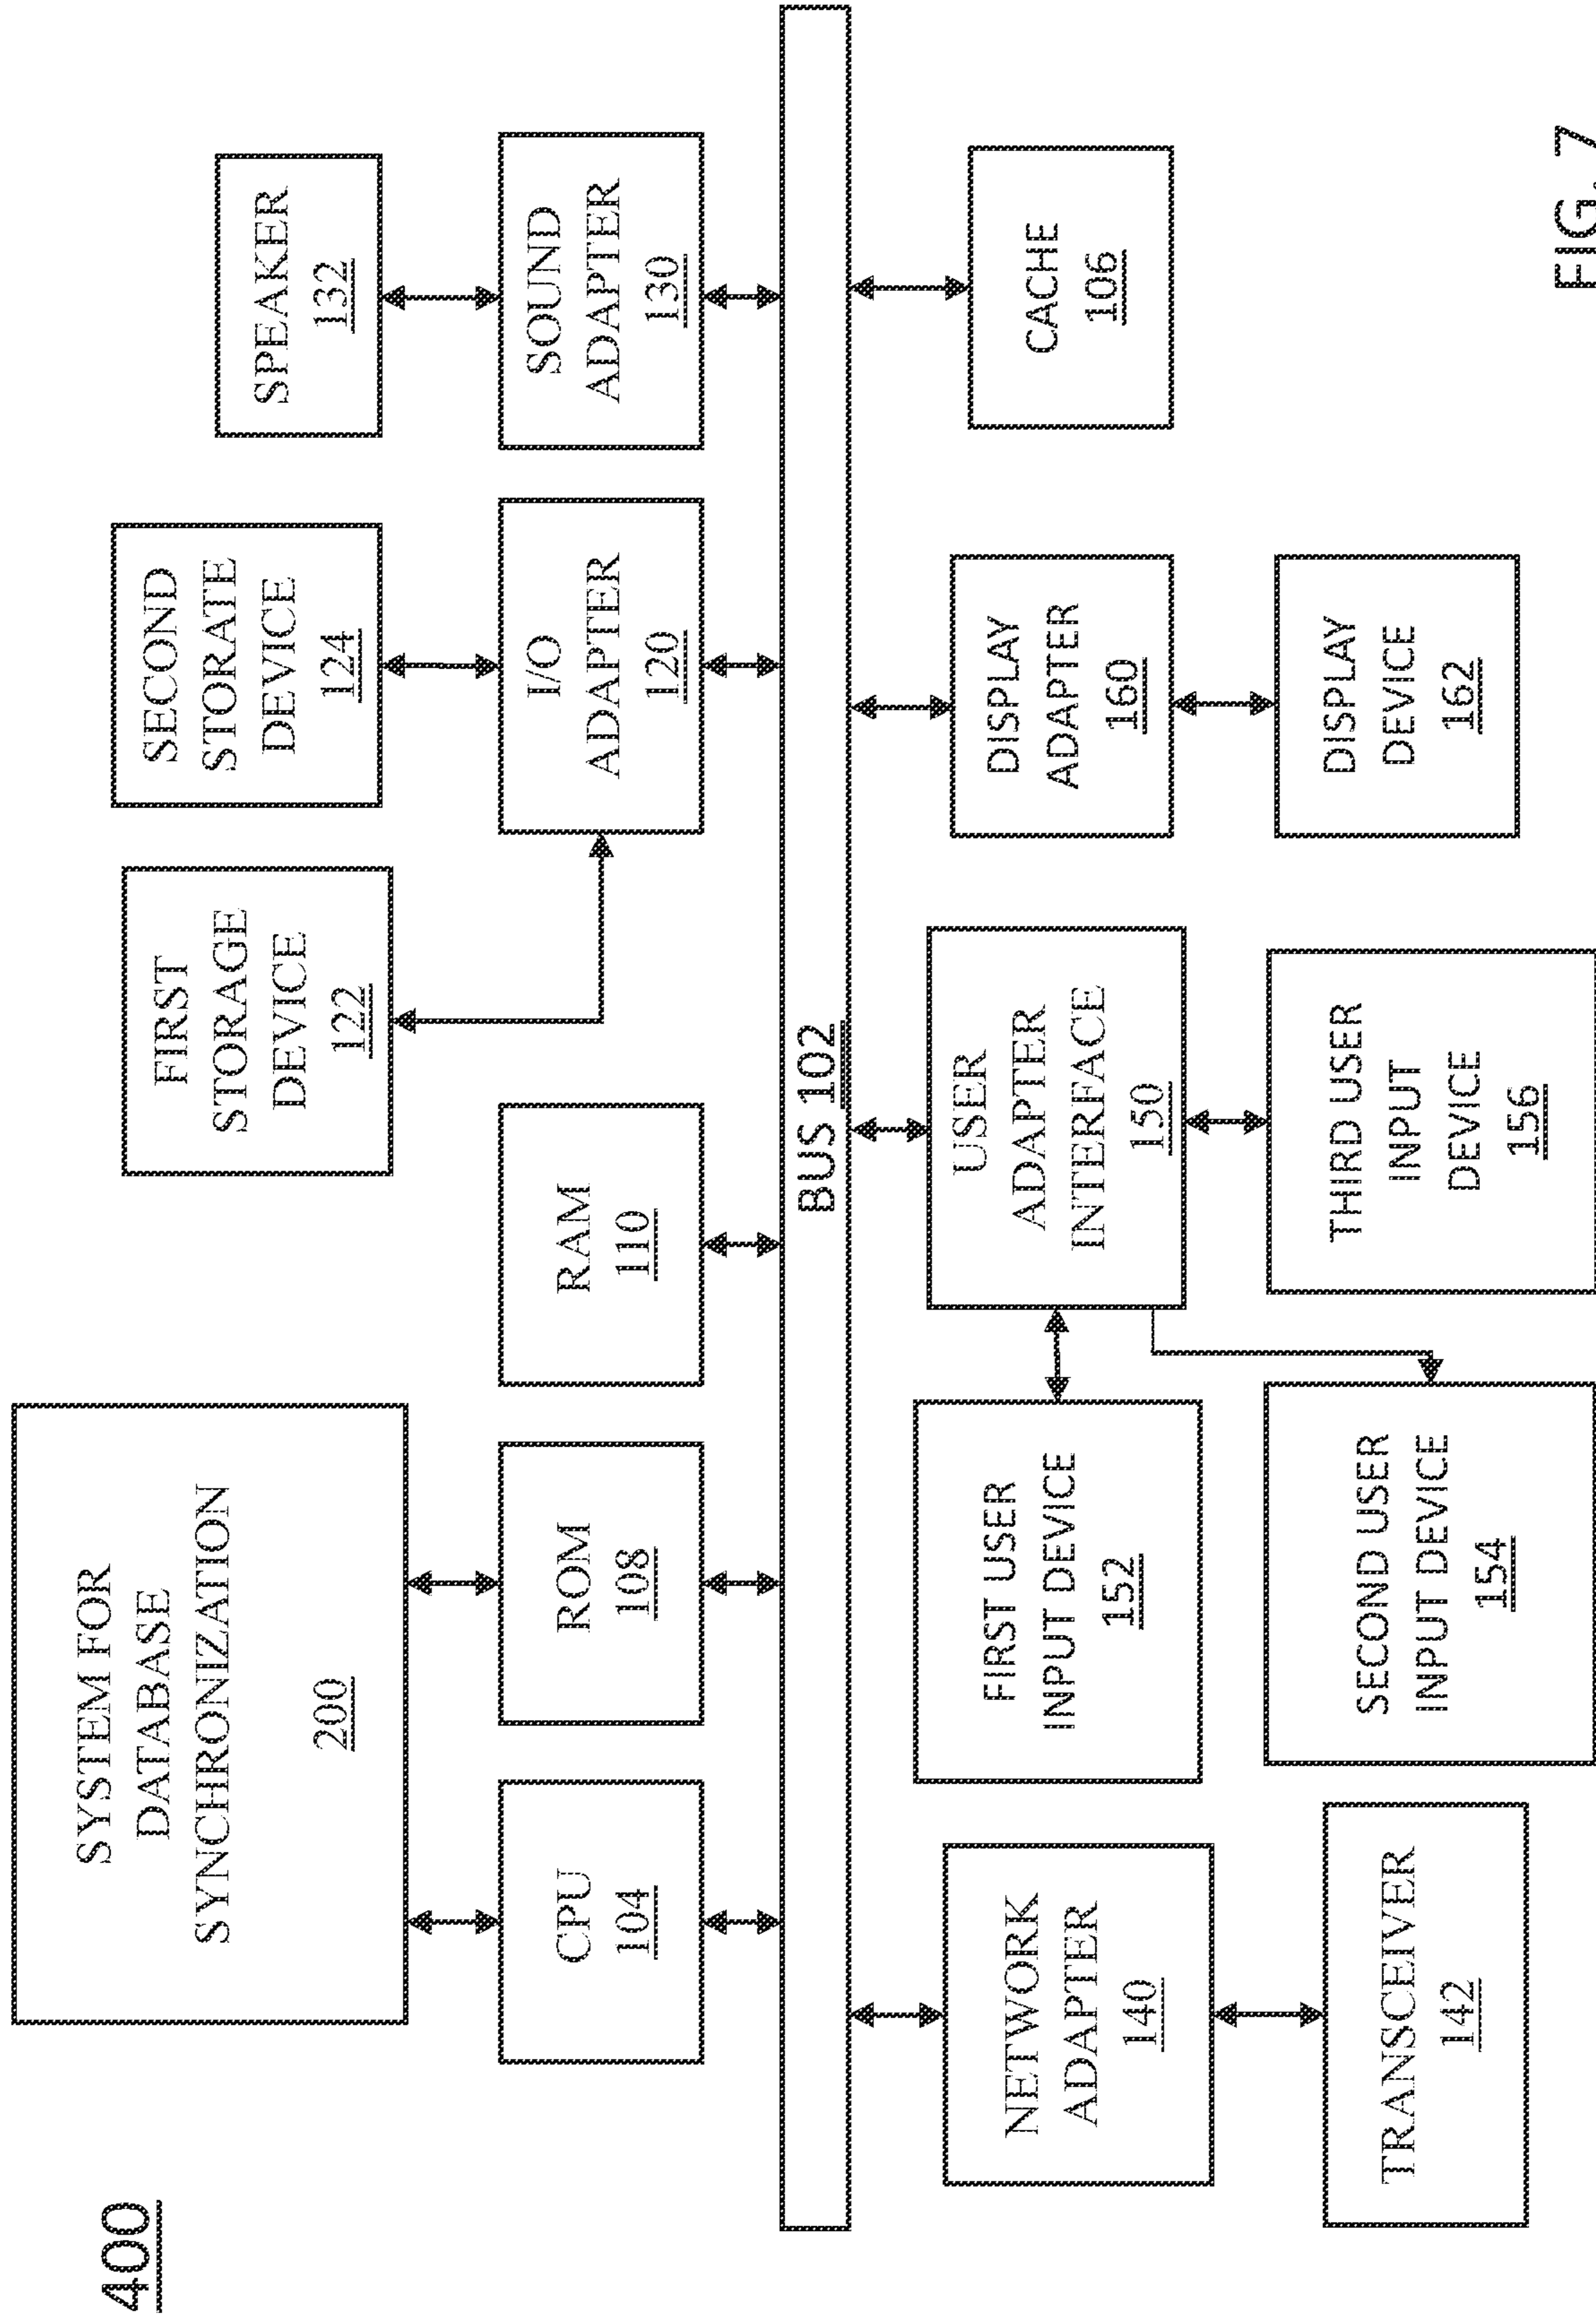 400
SYSTEM FOR
DATABASE
SYNCHRONIZATION
200
FIRST
STORAGE
DEVICE
122
SECOND
STORATE
DEVICE
124
SPEAKER
132
CPU
104
ROM
108
RAM
110
I/O
ADAPTER
120
SOUND
ADAPTER
130
BUS 102
NETWORK
ADAPTER
140
FIRST USER
INPUT DEVICE
152
USER
ADAPTER
INTERFACE
150
DISPLAY
ADAPTER
160
CACHE
106
TRANSCEIVER
142
SECOND USER
INPUT DEVICE
154
THIRD USER
INPUT
DEVICE
156
DISPLAY
DEVICE
162
FIG. 7